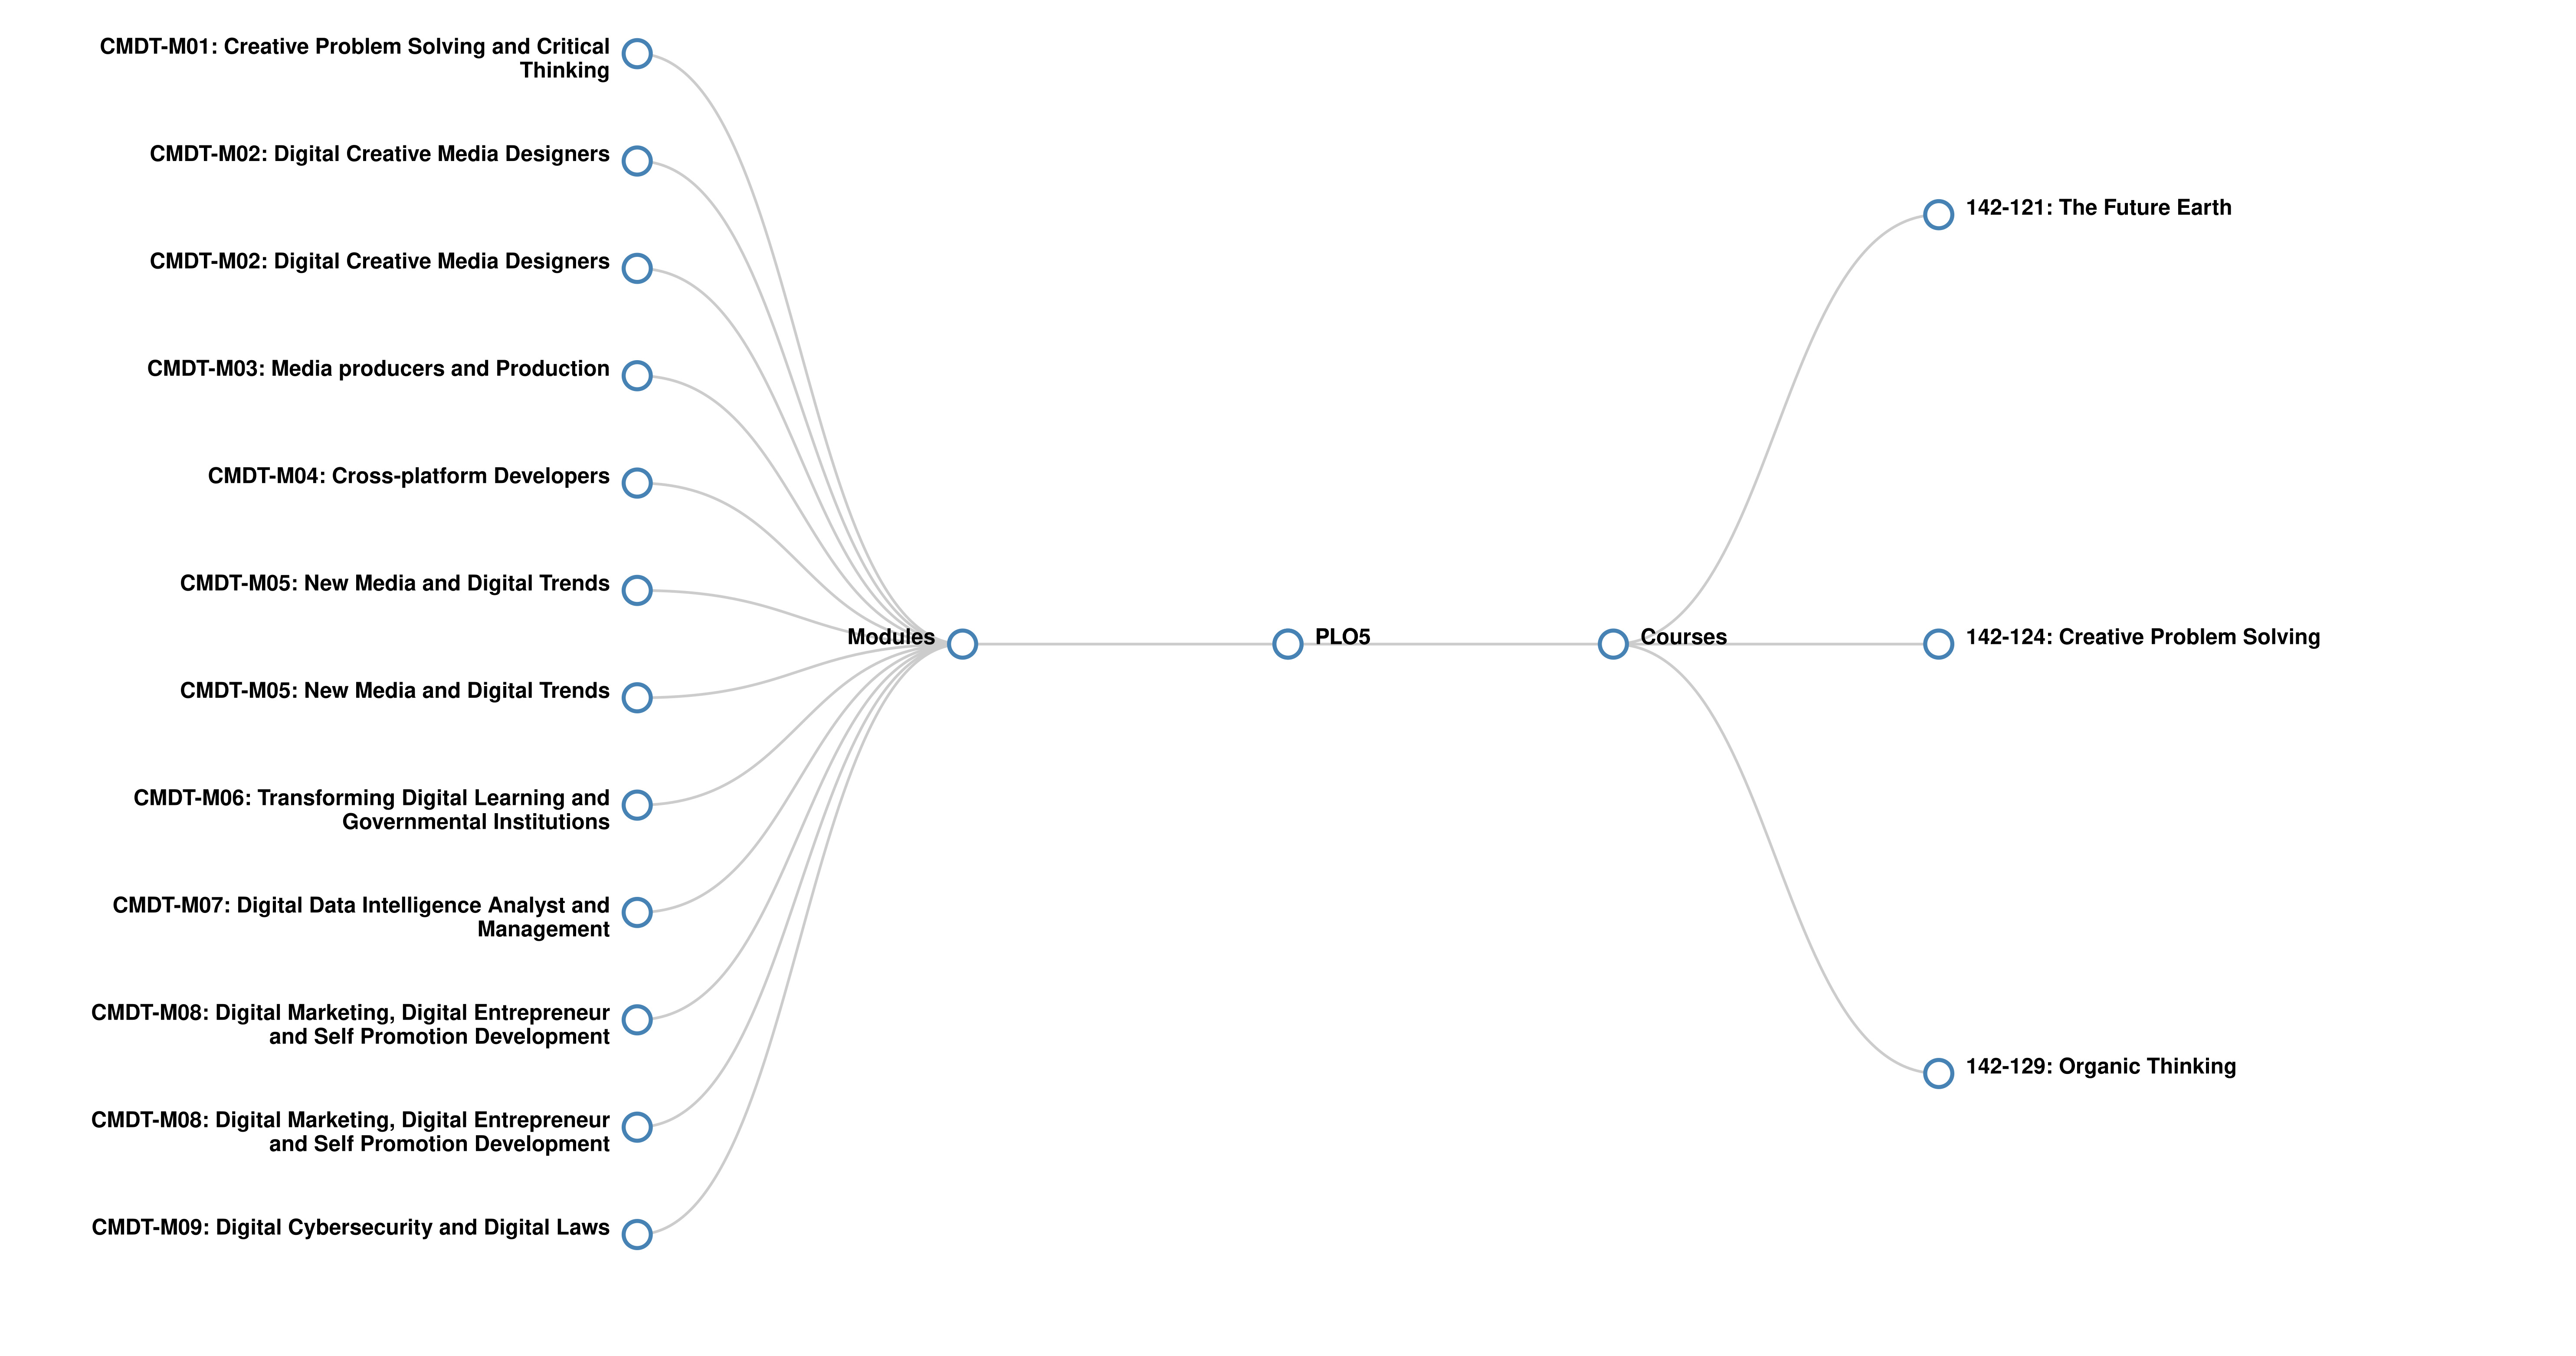 CMDT-M01: Creative Problem Solving and Critical
Thinking
CMDT-M02: Digital Creative Media Designers
CMDT-M02: Digital Creative Media Designers
CMDT-M03: Media producers and Production
CMDT-M04: Cross-platform Developers
CMDT-M05: New Media and Digital Trends
CMDT-M05: New Media and Digital Trends
CMDT-M06: Transforming Digital Learning and
Governmental Institutions
CMDT-M07: Digital Data Intelligence Analyst and
Management
CMDT-M08: Digital Marketing, Digital Entrepreneur
and Self Promotion Development
CMDT-M08: Digital Marketing, Digital Entrepreneur
and Self Promotion Development
CMDT-M09: Digital Cybersecurity and Digital Laws
Modules
PLO5
Courses
142-121: The Future Earth
142-124: Creative Problem Solving
142-129: Organic Thinking